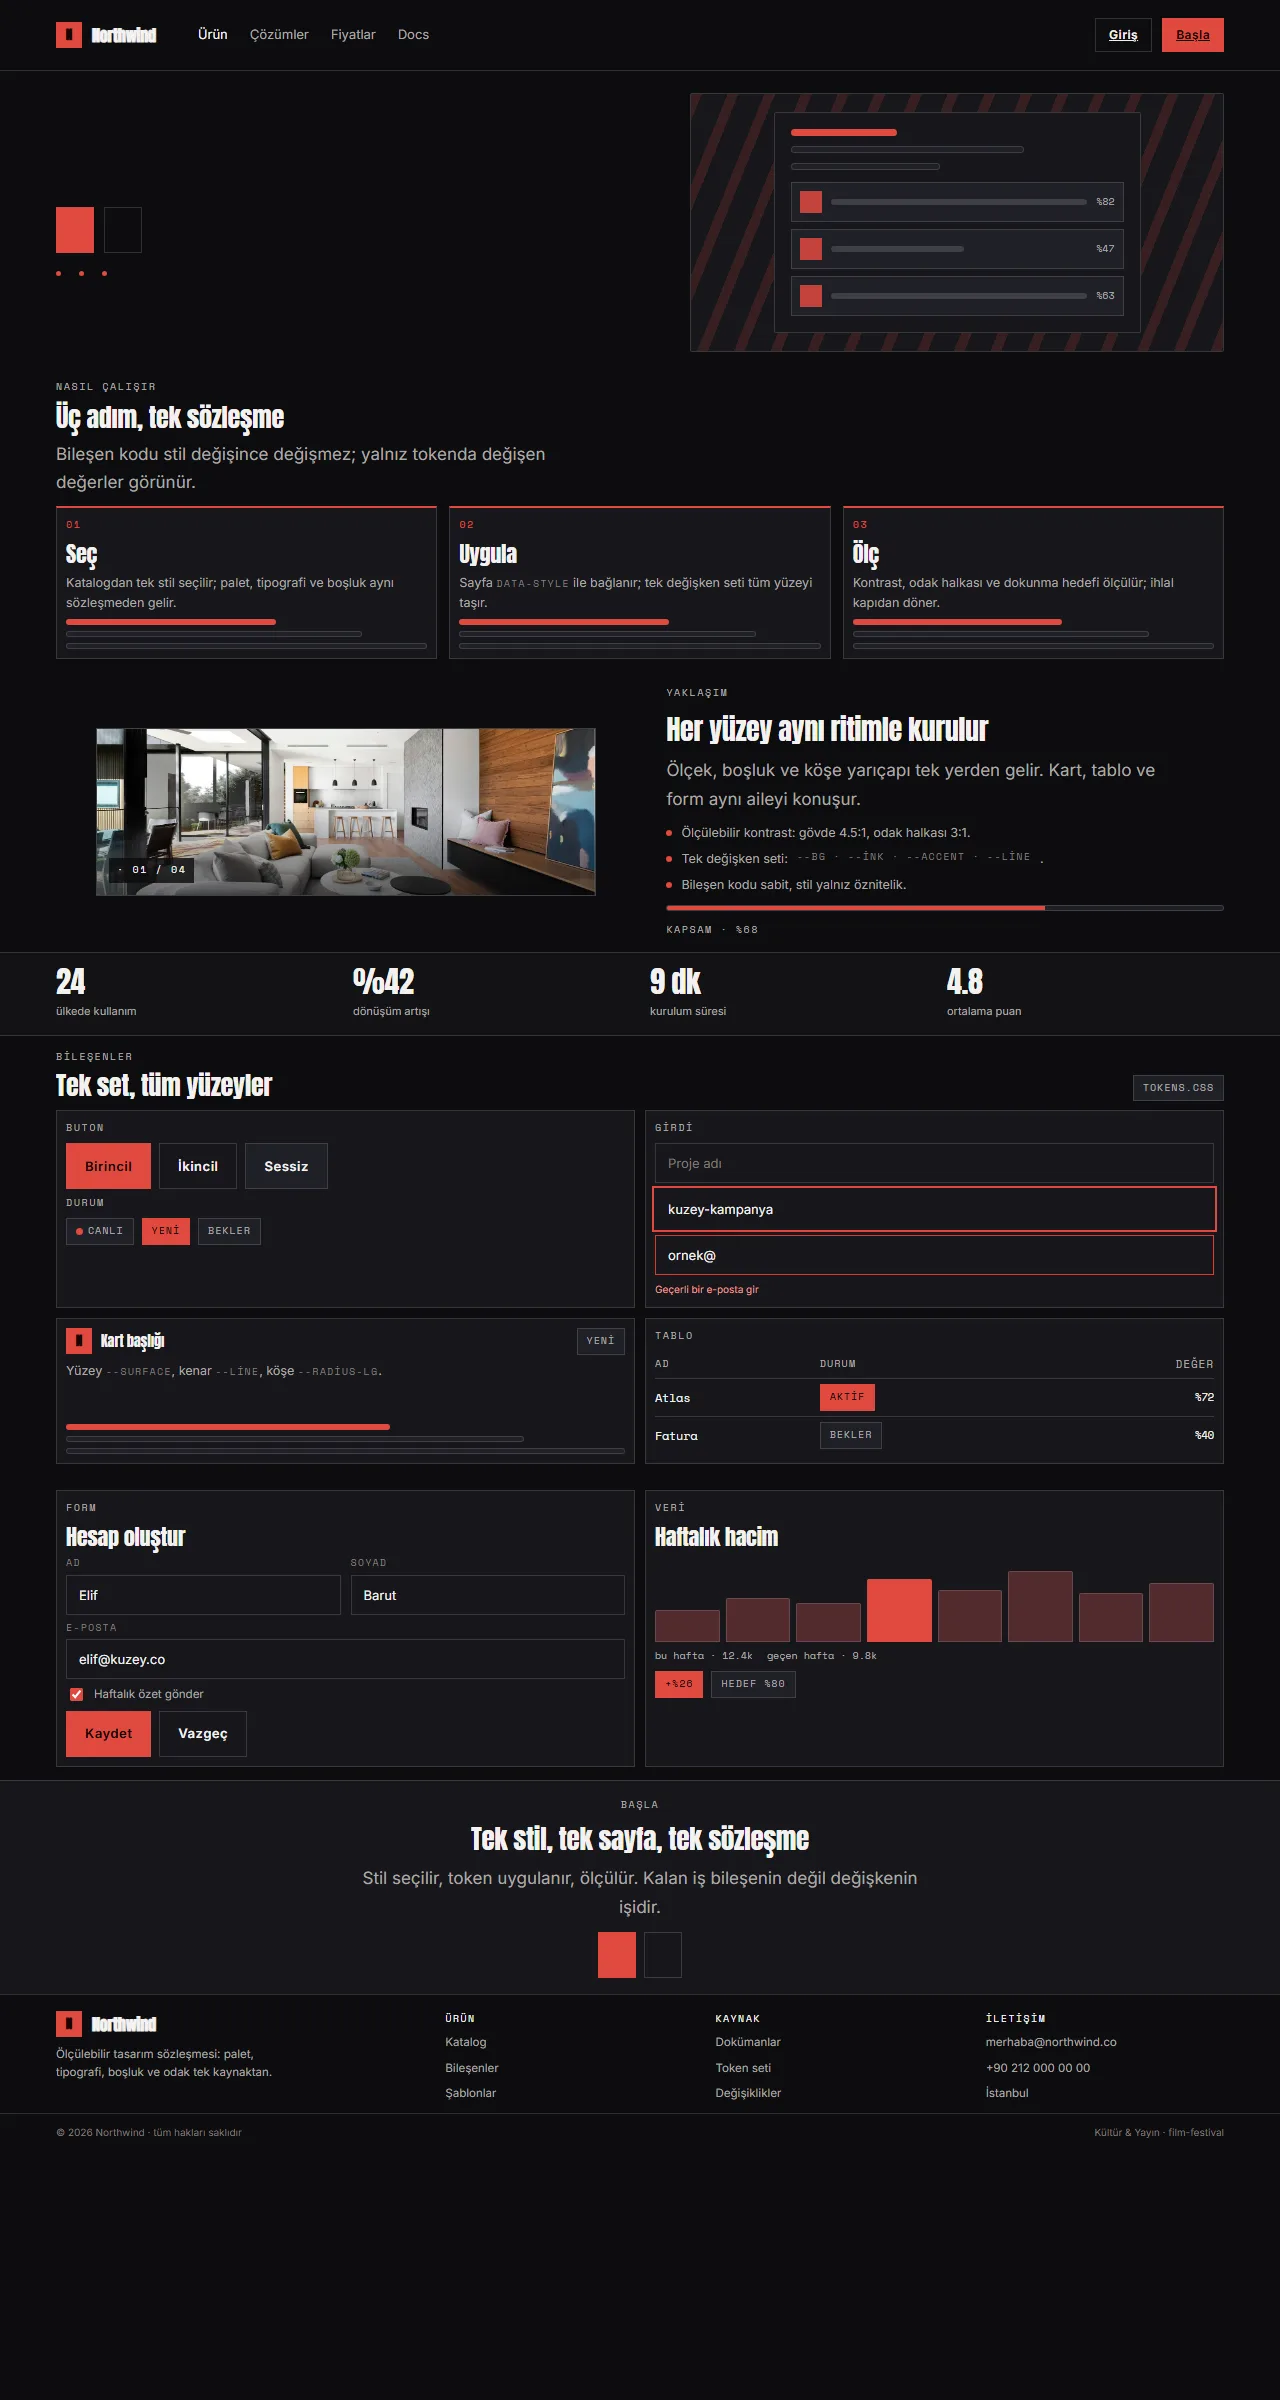 Northwind
Ürün Çözümler Fiyatlar Docs
Giriş Başla
%82
%47
%63
NASIL ÇALIŞIR
Üç adım, tek sözleşme
Bileşen kodu stil değişince değişmez; yalnız tokenda değişen
değerler görünür.
01
Seç
Katalogdan tek stil seçilir; palet, tipografi ve boşluk aynı
sözleşmeden gelir.
02
Uygula
Sayfa DATA-STYLE ile bağlanır; tek değişken seti tüm yüzeyi
taşır.
03
Ölç
Kontrast, odak halkası ve dokunma hedefi ölçülür; ihlal
kapıdan döner.
· 01 / 04
YAKLAŞIM
Her yüzey aynı ritimle kurulur
Ölçek, boşluk ve köşe yarıçapı tek yerden gelir. Kart, tablo ve
form aynı aileyi konuşur.
Ölçülebilir kontrast: gövde 4.5:1, odak halkası 3:1.
Tek değişken seti: --BG · --İNK · --ACCENT · --LİNE .
Bileşen kodu sabit, stil yalnız öznitelik.
KAPSAM · %68
24
ülkede kullanım
%42
dönüşüm artışı
9 dk
kurulum süresi
4.8
ortalama puan
BİLEŞENLER
Tek set, tüm yüzeyler
TOKENS.CSS
BUTON
Birincil İkincil Sessiz
DURUM
CANLI YENİ BEKLER
GİRDİ
Proje adı
kuzey-kampanya
ornek@
Geçerli bir e-posta gir
Kart başlığı
YENİ
Yüzey --SURFACE, kenar --LİNE, köşe --RADİUS-LG.
TABLO
AD DURUM DEĞER
Atlas AKTİF %72
Fatura BEKLER %40
FORM
Hesap oluştur
AD SOYAD
Elif Barut
E-POSTA
elif@kuzey.co
Haftalık özet gönder
Kaydet Vazgeç
VERİ
Haftalık hacim
bu hafta · 12.4k geçen hafta · 9.8k
+%26 HEDEF %80
BAŞLA
Tek stil, tek sayfa, tek sözleşme
Stil seçilir, token uygulanır, ölçülür. Kalan iş bileşenin değil değişkenin
işidir.
Northwind
Ölçülebilir tasarım sözleşmesi: palet,
tipografi, boşluk ve odak tek kaynaktan.
ÜRÜN
Katalog
Bileşenler
Şablonlar
KAYNAK
Dokümanlar
Token seti
Değişiklikler
İLETİŞİM
merhaba@northwind.co
+90 212 000 00 00
İstanbul
© 2026 Northwind · tüm hakları saklıdır
Kültür & Yayın · film-festival